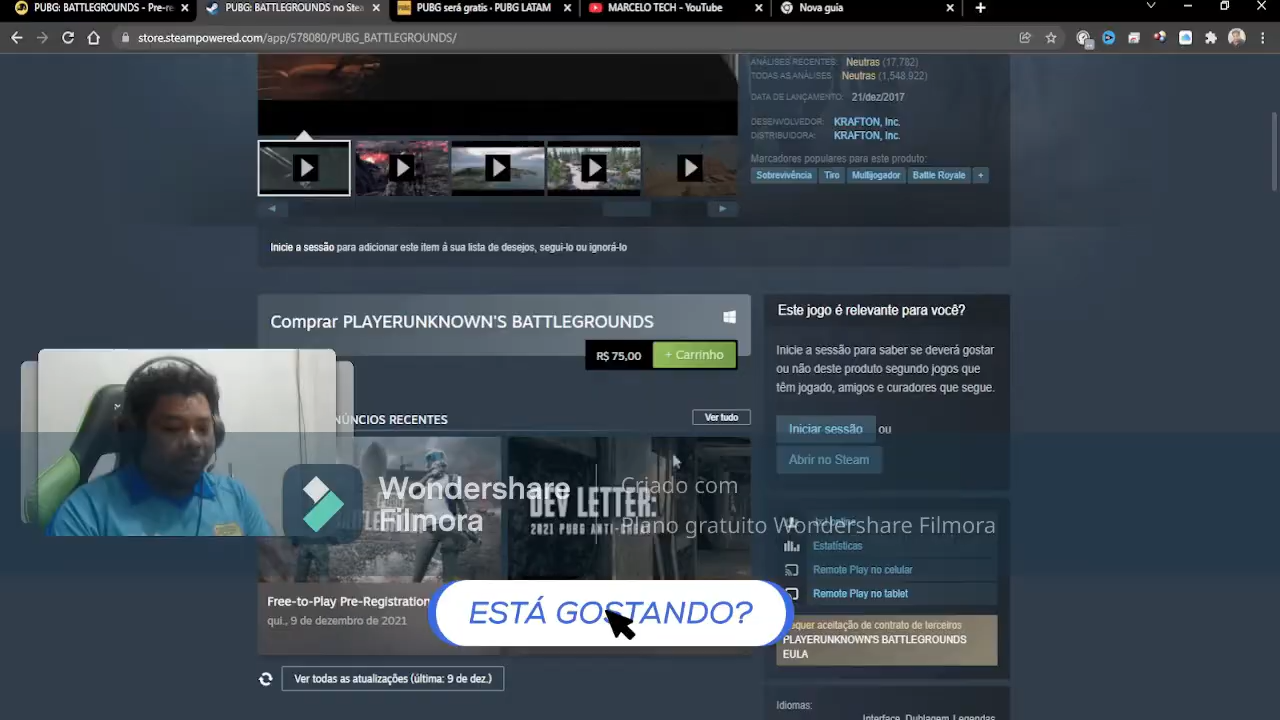 PUBG: BATTLEGROUNDS - Pre-re
PUBG: BATTLEGROUNDS no Stea
PUBG será gratis - PUBG LATAM
MARCELO TECH - YouTube
Nova guia
store.steampowered.com/app/578080/PUBG_BATTLEGROUNDS/
ANÁLISES RECENTES: Neutras (17.782)
TODAS AS ANÁLISES: Neutras (1,548.922)
DATA DE LANÇAMENTO: 21/dez/2017
DESENVOLVEDOR: KRAFTON, Inc.
DISTRIBUIDORA: KRAFTON, Inc.
Marcadores populares para este produto:
Sobrevivência Tiro Multijogador Battle Royale +
Inicie a sessão para adicionar este item à sua lista de desejos, segui-lo ou ignorá-lo
Comprar PLAYERUNKNOWN'S BATTLEGROUNDS
R$ 75,00 + Carrinho
Este jogo é relevante para você?
Inicie a sessão para saber se deverá gostar
ou não deste produto segundo jogos que
têm jogado, amigos e curadores que segue.
Iniciar sessão ou
Abrir no Steam
NÚNCIOS RECENTES
Ver tudo
Wondershare
Filmora
Criado com
Plano gratuito Wondershare Filmora
DEV LETTER:
2021 PUBG ANTI-CHEAT
Estatísticas
Remote Play no celular
Remote Play no tablet
Free-to-Play Pre-Registration
qui., 9 de dezembro de 2021
ESTÁ GOSTANDO?
quer aceitação de contrato de terceiros
PLAYERUNKNOWN'S BATTLEGROUNDS
EULA
Ver todas as atualizações (última: 9 de dez.)
Idiomas:
Interface Dublagem Legendas